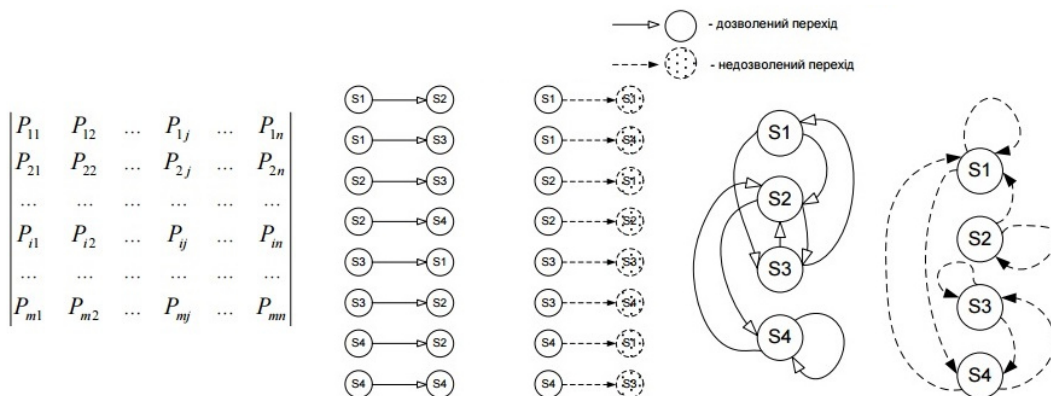 - дозволений перехід
- недозволений перехід
P11 P12 ... P1j ... P1n
P21 P22 ... P2j ... P2n
... ... ... ... ... ...
Pi1 Pi2 ... Pij ... Pin
... ... ... ... ... ...
Pm1 Pm2 ... Pmj ... Pmn
S1 S2
S1 S3
S2 S3
S2 S4
S3 S1
S3 S2
S4 S2
S4 S4
S1 S1
S1 S4
S2 S1
S2 S2
S3 S3
S3 S4
S4 S1
S4 S3
S1
S2
S3
S4
S1
S2
S3
S4